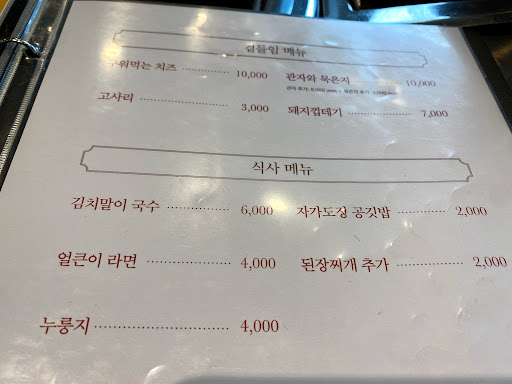 곁들임 메뉴
구워먹는 치즈 10,000
관자와 묵은지 10,000
고사리 3,000
돼지껍데기 7,000
식사 메뉴
김치말이 국수 6,000
자가도정 공깃밥 2,000
얼큰이 라면 4,000
된장찌개 추가 2,000
누룽지 4,000